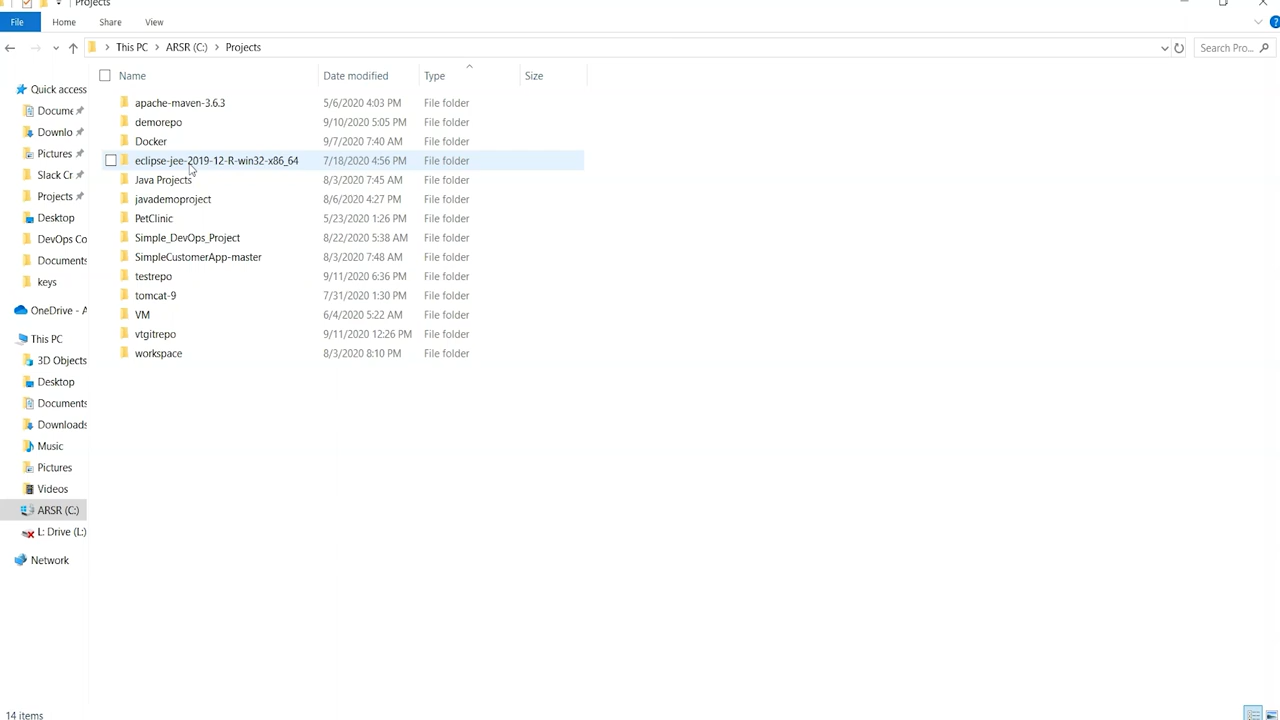 Projects
File Home Share View
This PC ARSR (C:) Projects Search Pro...
Name Date modified Type Size
apache-maven-3.6.3 5/6/2020 4:03 PM File folder
demorepo 9/10/2020 5:05 PM File folder
Docker 9/7/2020 7:40 AM File folder
eclipse-jee-2019-12-R-win32-x86_64 7/18/2020 4:56 PM File folder
Java Projects 8/3/2020 7:45 AM File folder
javademoproject 8/6/2020 4:27 PM File folder
PetClinic 5/23/2020 1:26 PM File folder
Simple_DevOps_Project 8/22/2020 5:38 AM File folder
SimpleCustomerApp-master 8/3/2020 7:48 AM File folder
testrepo 9/11/2020 6:36 PM File folder
tomcat-9 7/31/2020 1:30 PM File folder
VM 6/4/2020 5:22 AM File folder
vtgitrepo 9/11/2020 12:26 PM File folder
workspace 8/3/2020 8:10 PM File folder
Quick access
Docume
Downlo
Pictures
Slack Cr
Projects
Desktop
DevOps Co
Documents
keys
OneDrive - A
This PC
3D Objects
Desktop
Documents
Downloads
Music
Pictures
Videos
ARSR (C:)
L: Drive (L:)
Network
14 items